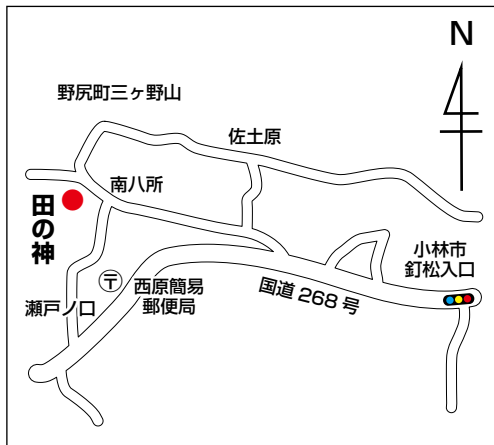 N
野尻町三ヶ野山
佐土原
南八所
田の神
小林市
釘松入口
〒
西原簡易
郵便局
瀬戸ノ口
国道 268 号